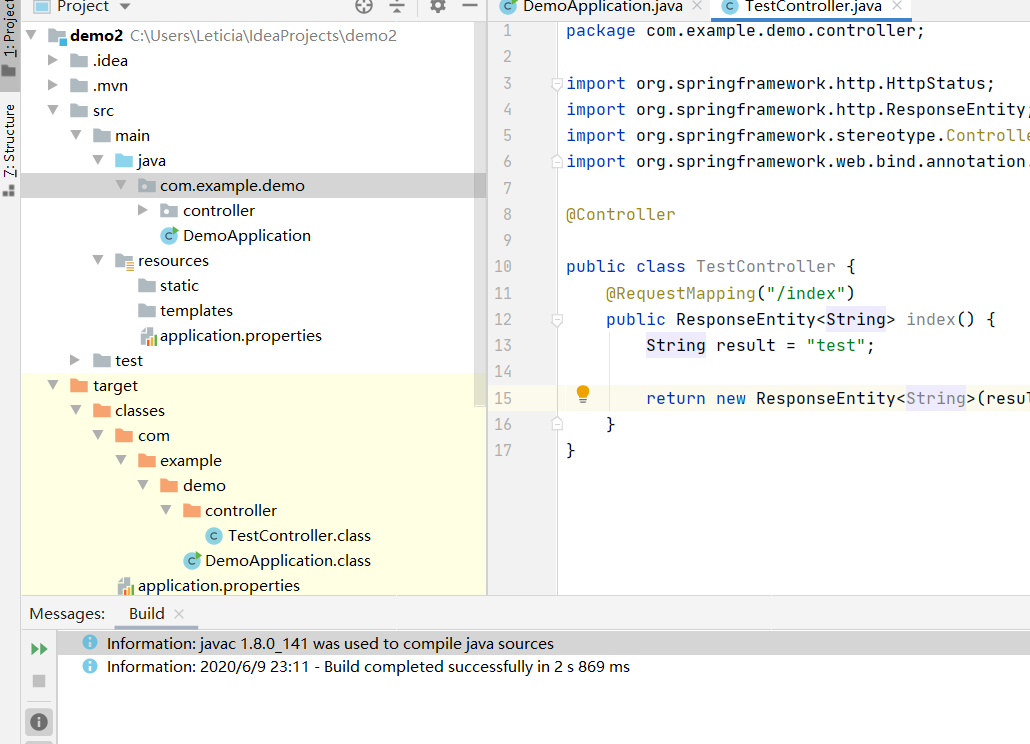 1: Project
Z: Structure
Project
demo2 C:\Users\Leticia\IdeaProjects\demo2
.idea
.mvn
src
main
java
com.example.demo
controller
DemoApplication
resources
static
templates
application.properties
test
target
classes
com
example
demo
controller
TestController.class
DemoApplication.class
application.properties
DemoApplication.java
TestController.java
1 package com.example.demo.controller;
2
3 import org.springframework.http.HttpStatus;
4 import org.springframework.http.ResponseEntity;
5 import org.springframework.stereotype.Controlle
6 import org.springframework.web.bind.annotation.
7
8 @Controller
9
10 public class TestController {
11 @RequestMapping("/index")
12 public ResponseEntity<String> index() {
13 String result = "test";
14
15 return new ResponseEntity<String>(resul
16 }
17 }
Messages: Build
Information: javac 1.8.0_141 was used to compile java sources
Information: 2020/6/9 23:11 - Build completed successfully in 2 s 869 ms